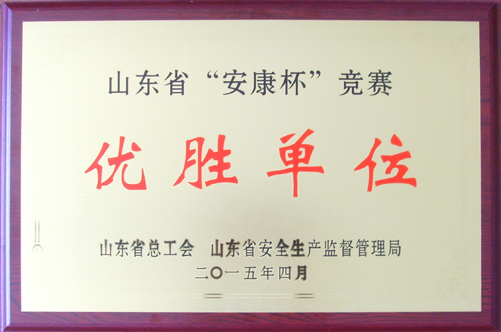 山东省“安康杯”竞赛
优胜单位
山东省总工会 山东省安全生产监督管理局
二〇一五年四月